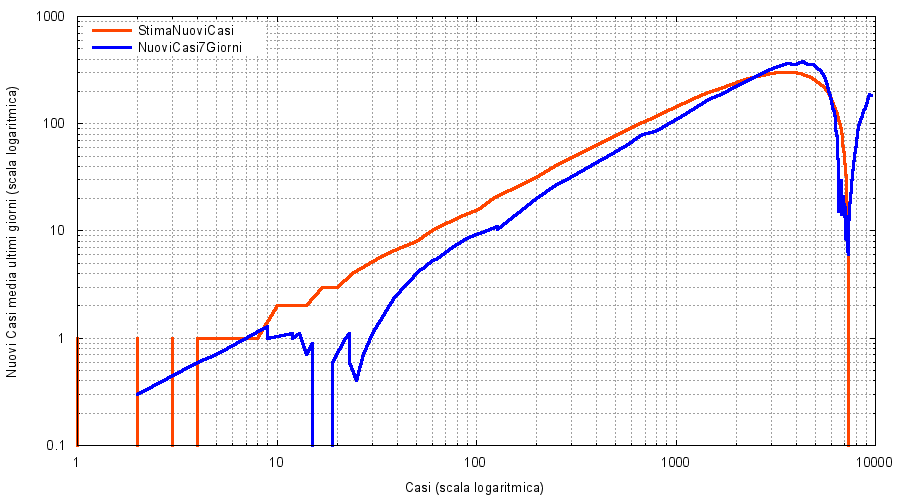 1000
StimaNuoviCasi
NuoviCasi7Giorni
100
10
1
0.1
Nuovi Casi media ultimi giorni (scala logaritmica)
1 10 100 1000 10000
Casi (scala logaritmica)